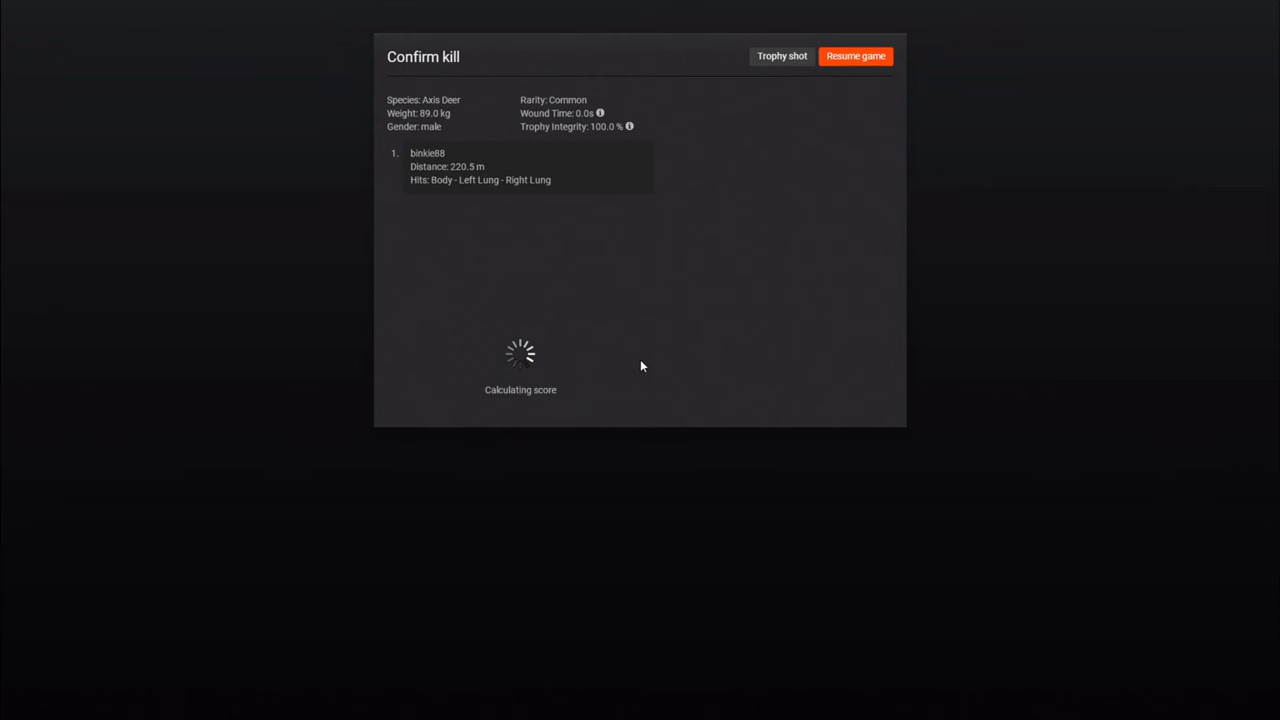 Confirm kill
Trophy shot
Resume game
Species: Axis Deer
Rarity: Common
Weight: 89.0 kg
Wound Time: 0.0s
Gender: male
Trophy Integrity: 100.0 %
1. binkie88
Distance: 220.5 m
Hits: Body - Left Lung - Right Lung
Calculating score